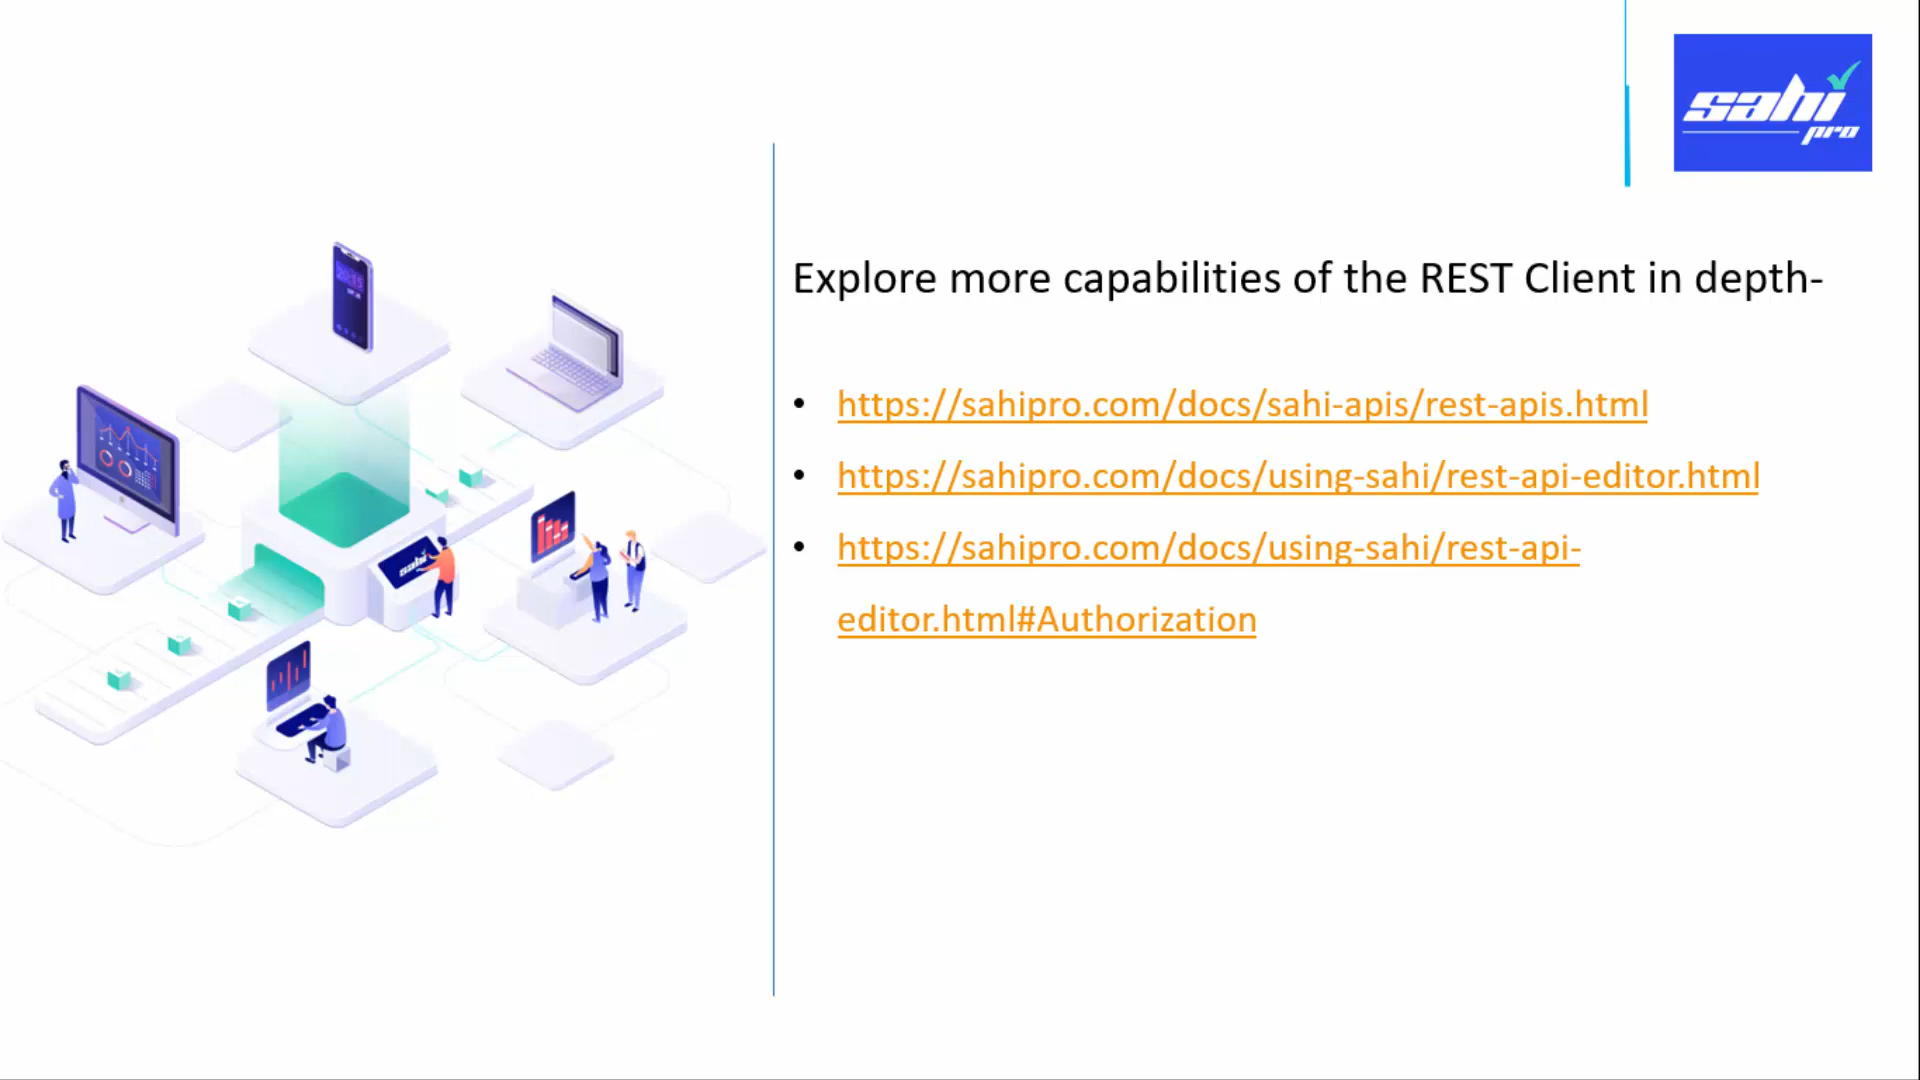 sahi
pro
Explore more capabilities of the REST Client in depth-
• https://sahipro.com/docs/sahi-apis/rest-apis.html
• https://sahipro.com/docs/using-sahi/rest-api-editor.html
• https://sahipro.com/docs/using-sahi/rest-api-
editor.html#Authorization
sahi